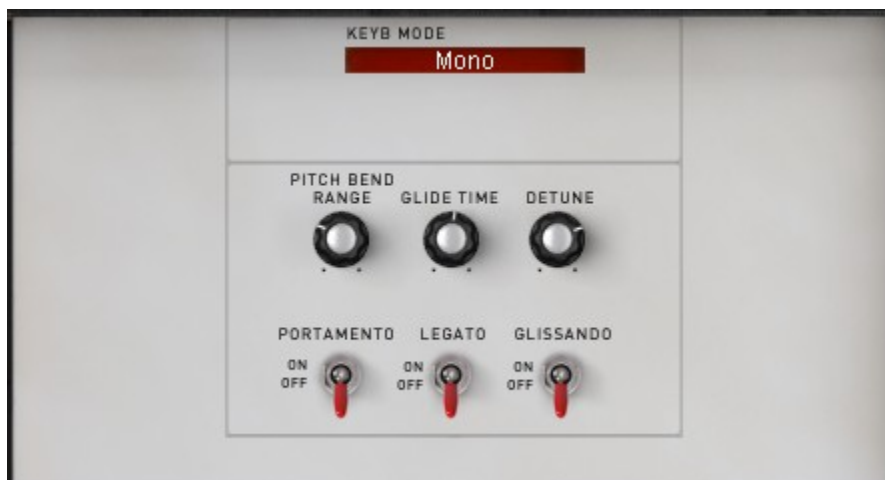 KEYB MODE
Mono
PITCH BEND
RANGE
GLIDE TIME
DETUNE
PORTAMENTO
LEGATO
GLISSANDO
ON
OFF
ON
OFF
ON
OFF